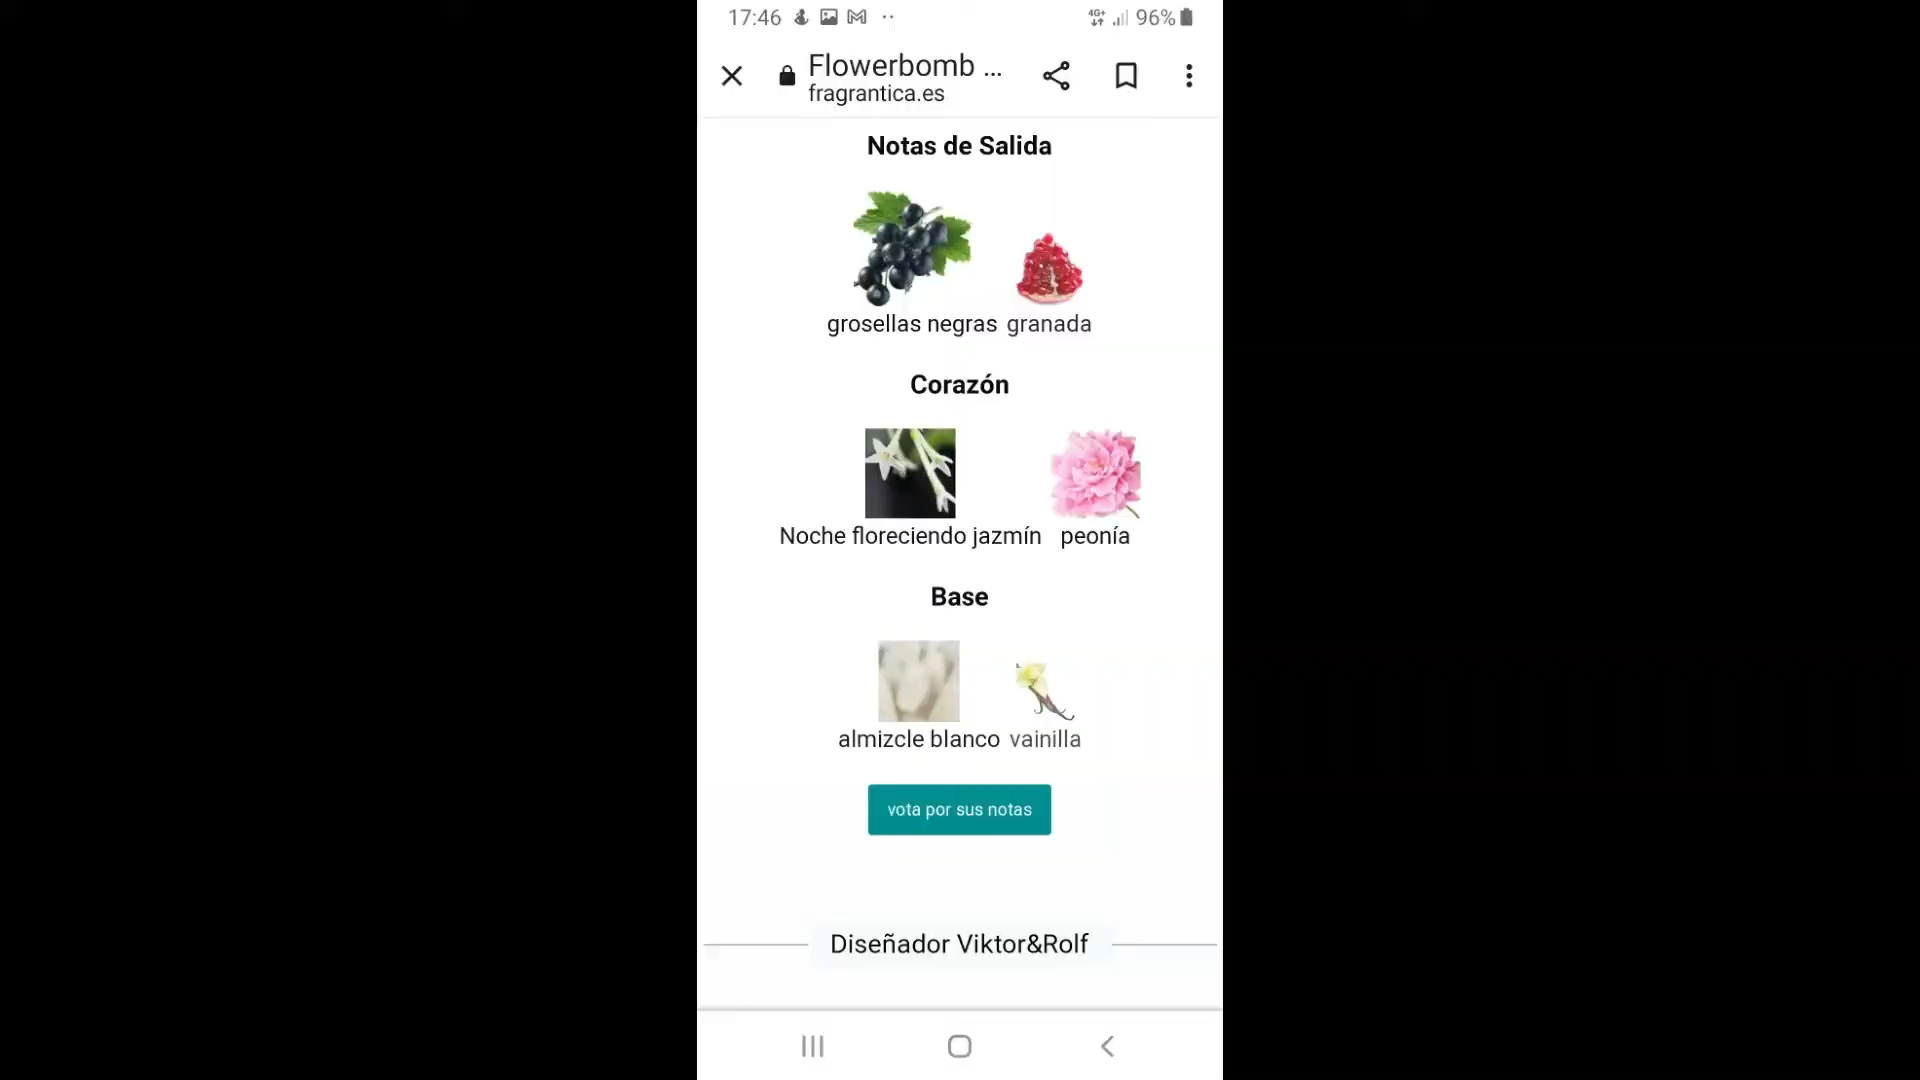 17:46
4G+ 96%
Flowerbomb ...
fragrantica.es
Notas de Salida
grosellas negras granada
Corazón
Noche floreciendo jazmín peonía
Base
almizcle blanco vainilla
vota por sus notas
Diseñador Viktor&Rolf